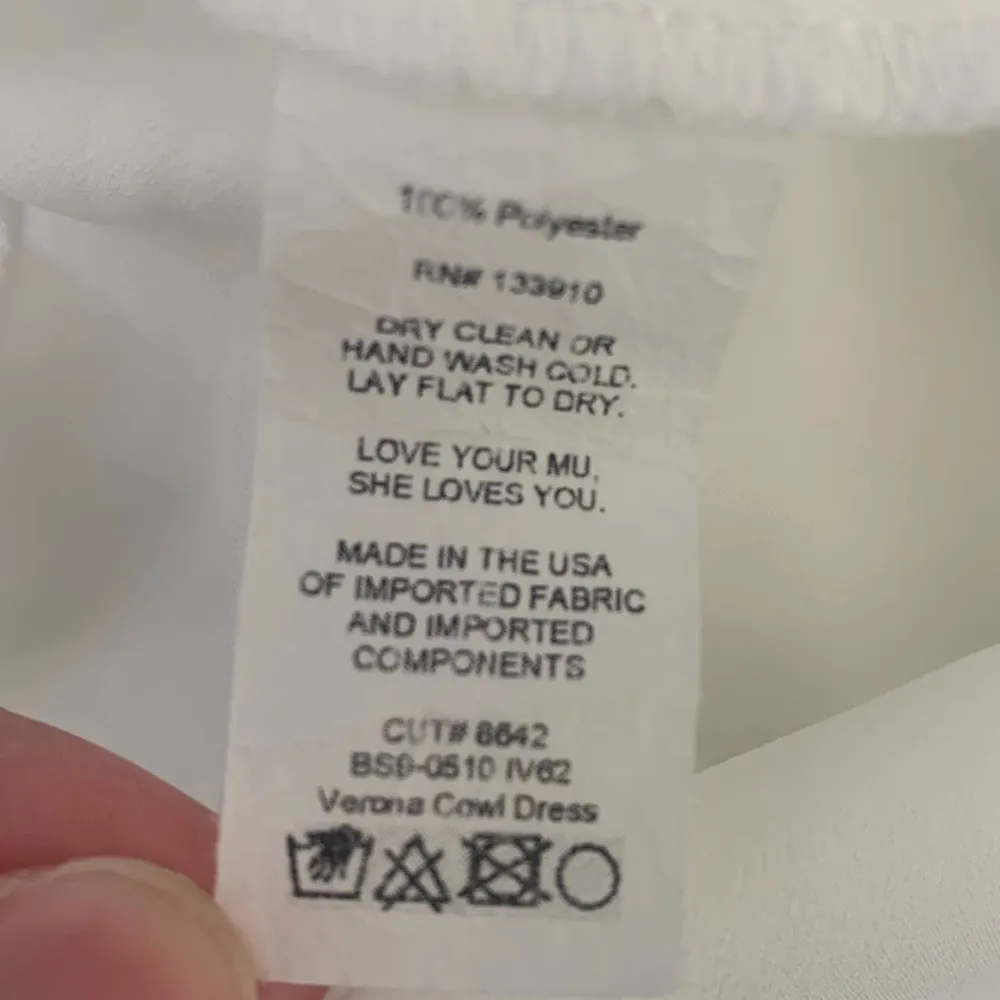 100% Polyester
RN# 133910
DRY CLEAN OR
HAND WASH COLD.
LAY FLAT TO DRY.
LOVE YOUR MU,
SHE LOVES YOU.
MADE IN THE USA
OF IMPORTED FABRIC
AND IMPORTED
COMPONENTS
CUT# 8642
BS9-0510 IV62
Verona Cowl Dress